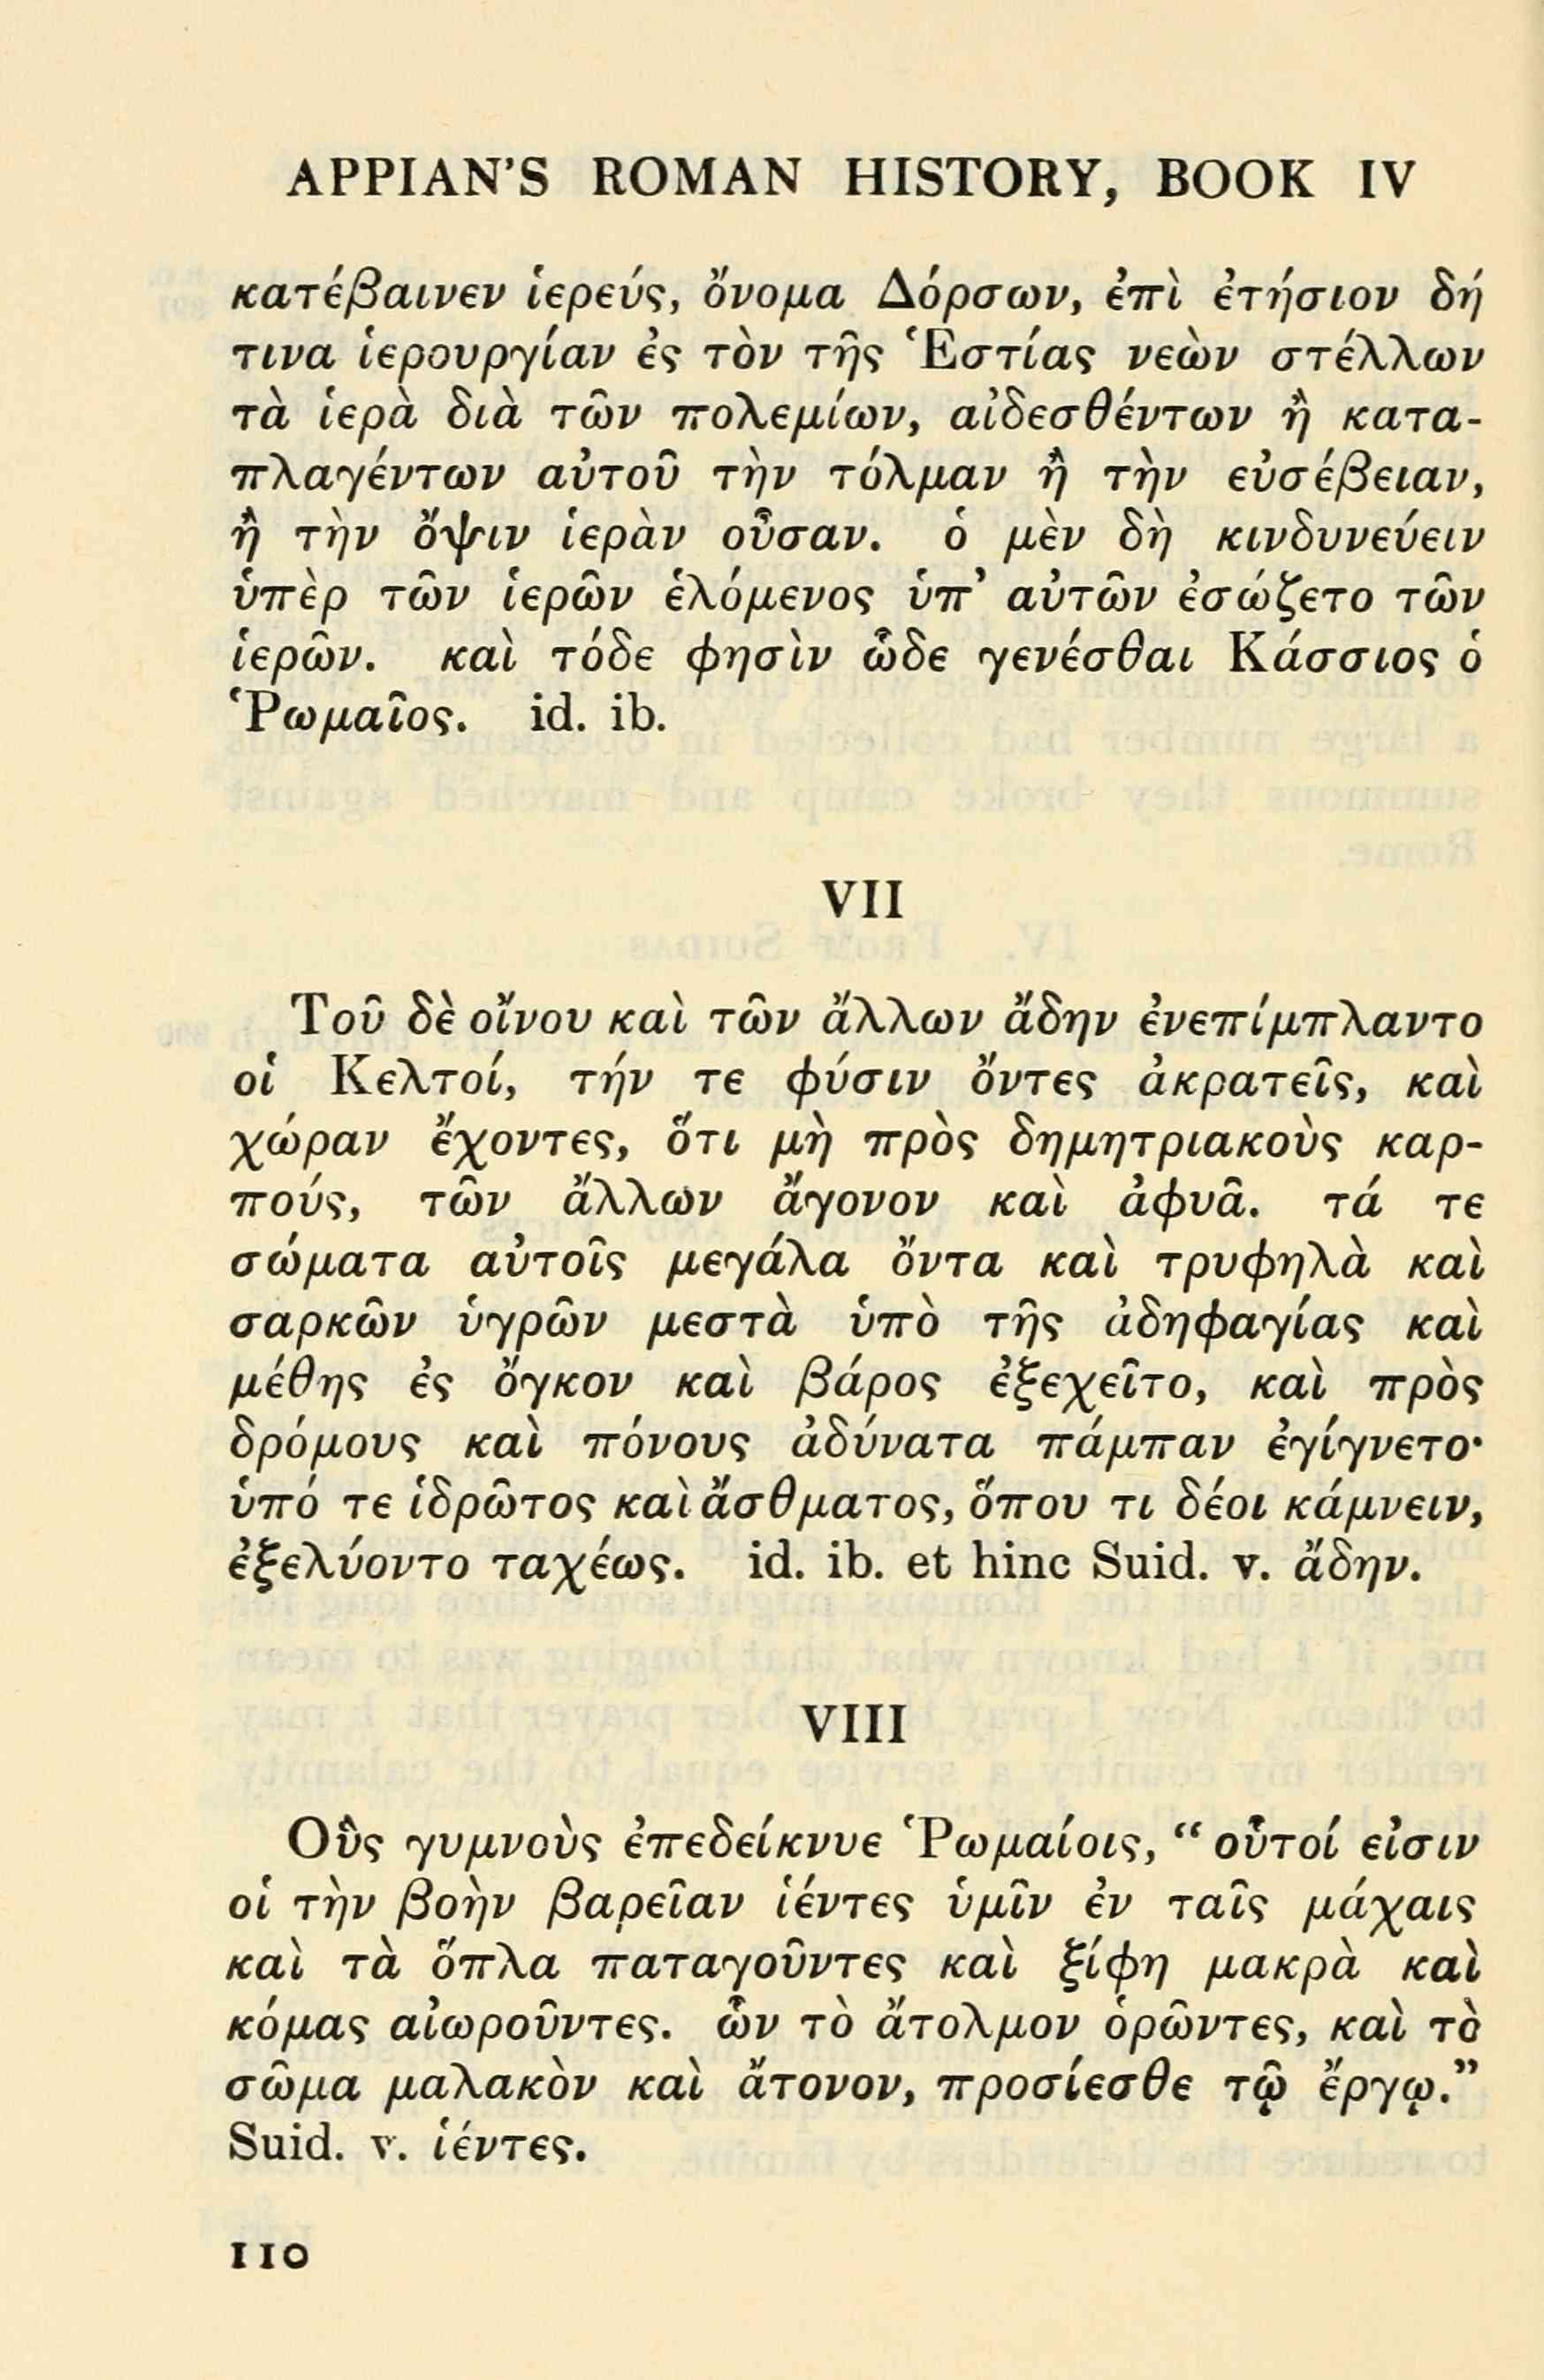 APPIAN'S ROMAN HISTORY, BOOK IV
κατέβαινεν ἱερεύς, ὄνομα Δόρσων, ἐπὶ ἐτήσιον δή
τινα ἱερουργίαν ἐς τὸν τῆς Ἑστίας νεὼν στέλλων
τὰ ἱερὰ διὰ τῶν πολεμίων, αἰδεσθέντων ἢ κατα-
πλαγέντων αὐτοῦ τὴν τόλμαν ἢ τὴν εὐσέβειαν,
ἢ τὴν ὄψιν ἱερὰν οὖσαν. ὁ μὲν δὴ κινδυνεύειν
ὑπὲρ τῶν ἱερῶν ἑλόμενος ὑπ' αὐτῶν ἐσώζετο τῶν
ἱερῶν. καὶ τόδε φησὶν ὧδε γενέσθαι Κάσσιος ὁ
Ῥωμαῖος. id. ib.
VII
Τοῦ δὲ οἴνου καὶ τῶν ἄλλων ἄδην ἐνεπίμπλαντο
οἱ Κελτοί, τήν τε φύσιν ὄντες ἀκρατεῖς, καὶ
χώραν ἔχοντες, ὅτι μὴ πρὸς δημητριακοὺς καρ-
πούς, τῶν ἄλλων ἄγονον καὶ ἀφυᾶ. τά τε
σώματα αὐτοῖς μεγάλα ὄντα καὶ τρυφηλὰ καὶ
σαρκῶν ὑγρῶν μεστὰ ὑπὸ τῆς ἀδηφαγίας καὶ
μέθης ἐς ὄγκον καὶ βάρος ἐξεχεῖτο, καὶ πρὸς
δρόμους καὶ πόνους ἀδύνατα πάμπαν ἐγίγνετο·
ὑπό τε ἱδρῶτος καὶ ἄσθματος, ὅπου τι δέοι κάμνειν,
ἐξελύοντο ταχέως. id. ib. et hinc Suid. v. ἄδην.
VIII
Οὓς γυμνοὺς ἐπεδείκνυε Ῥωμαίοις, “ οὗτοί εἰσιν
οἱ τὴν βοὴν βαρεῖαν ἱέντες ὑμῖν ἐν ταῖς μάχαις
καὶ τὰ ὅπλα παταγοῦντες καὶ ξίφη μακρὰ καὶ
κόμας αἰωροῦντες. ὧν τὸ ἄτολμον ὁρῶντες, καὶ τὸ
σῶμα μαλακὸν καὶ ἄτονον, προσίεσθε τῷ ἔργῳ.”
Suid. v. ἱέντες.
110